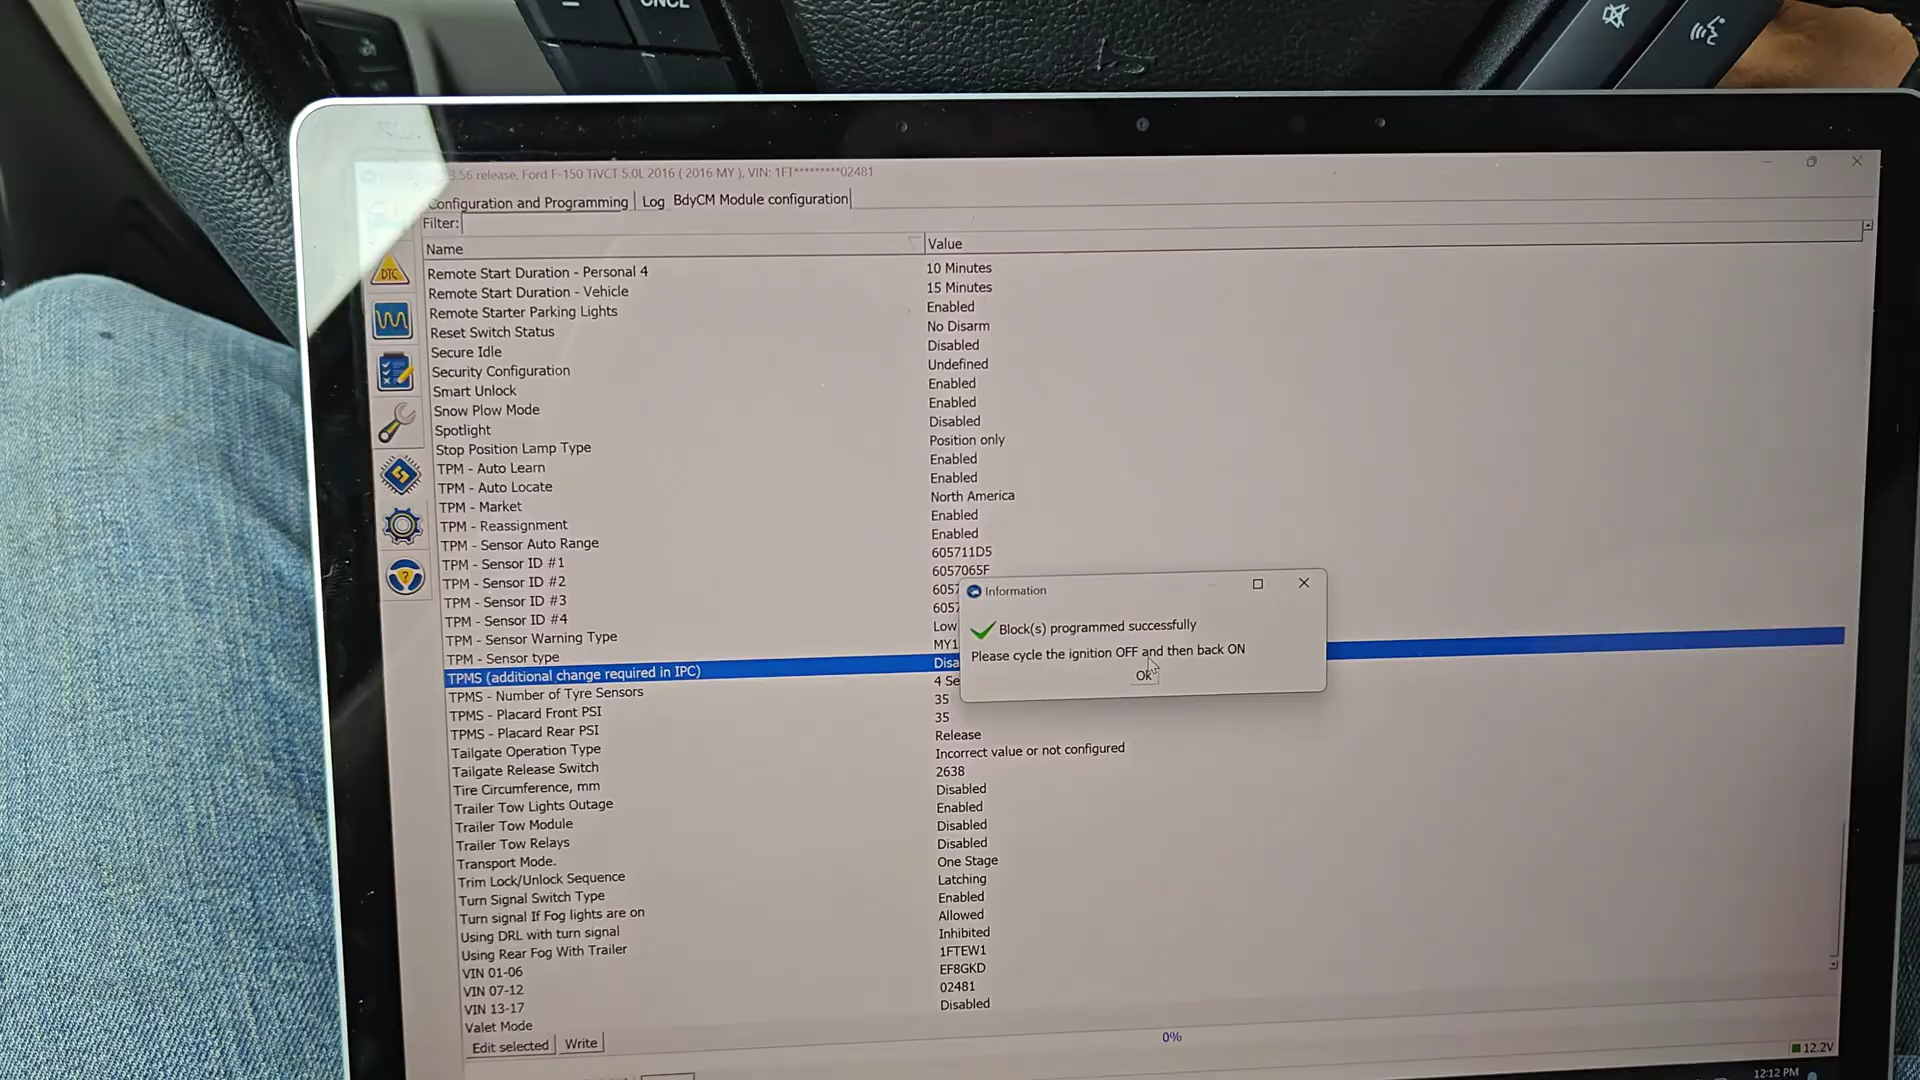 CNCL
3.56 release. Ford F-150 TiVCT 5.0L 2016 ( 2016 MY ), VIN: 1FT*********02481
Configuration and Programming Log BdyCM Module configuration
Filter:
Name Value
DTC
Remote Start Duration - Personal 4 10 Minutes
Remote Start Duration - Vehicle 15 Minutes
Remote Starter Parking Lights Enabled
Reset Switch Status No Disarm
Secure Idle Disabled
Security Configuration Undefined
Smart Unlock Enabled
Snow Plow Mode Enabled
Spotlight Disabled
Stop Position Lamp Type Position only
TPM - Auto Learn Enabled
TPM - Auto Locate Enabled
TPM - Market North America
TPM - Reassignment Enabled
TPM - Sensor Auto Range Enabled
TPM - Sensor ID #1 605711D5
TPM - Sensor ID #2 6057065F
TPM - Sensor ID #3 6057
TPM - Sensor ID #4 6057
TPM - Sensor Warning Type Low
TPM - Sensor type MY1
TPMS (additional change required in IPC) Disa
TPMS - Number of Tyre Sensors 4 Se
TPMS - Placard Front PSI 35
TPMS - Placard Rear PSI 35
Tailgate Operation Type Release
Tailgate Release Switch Incorrect value or not configured
Tire Circumference, mm 2638
Trailer Tow Lights Outage Disabled
Trailer Tow Module Enabled
Trailer Tow Relays Disabled
Transport Mode. Disabled
Trim Lock/Unlock Sequence One Stage
Turn Signal Switch Type Latching
Turn signal If Fog lights are on Enabled
Using DRL with turn signal Allowed
Using Rear Fog With Trailer Inhibited
VIN 01-06 1FTEW1
VIN 07-12 EF8GKD
VIN 13-17 02481
Valet Mode Disabled
Information
Block(s) programmed successfully
Please cycle the ignition OFF and then back ON
Ok
Edit selected Write
0%
12.2V
12:12 PM